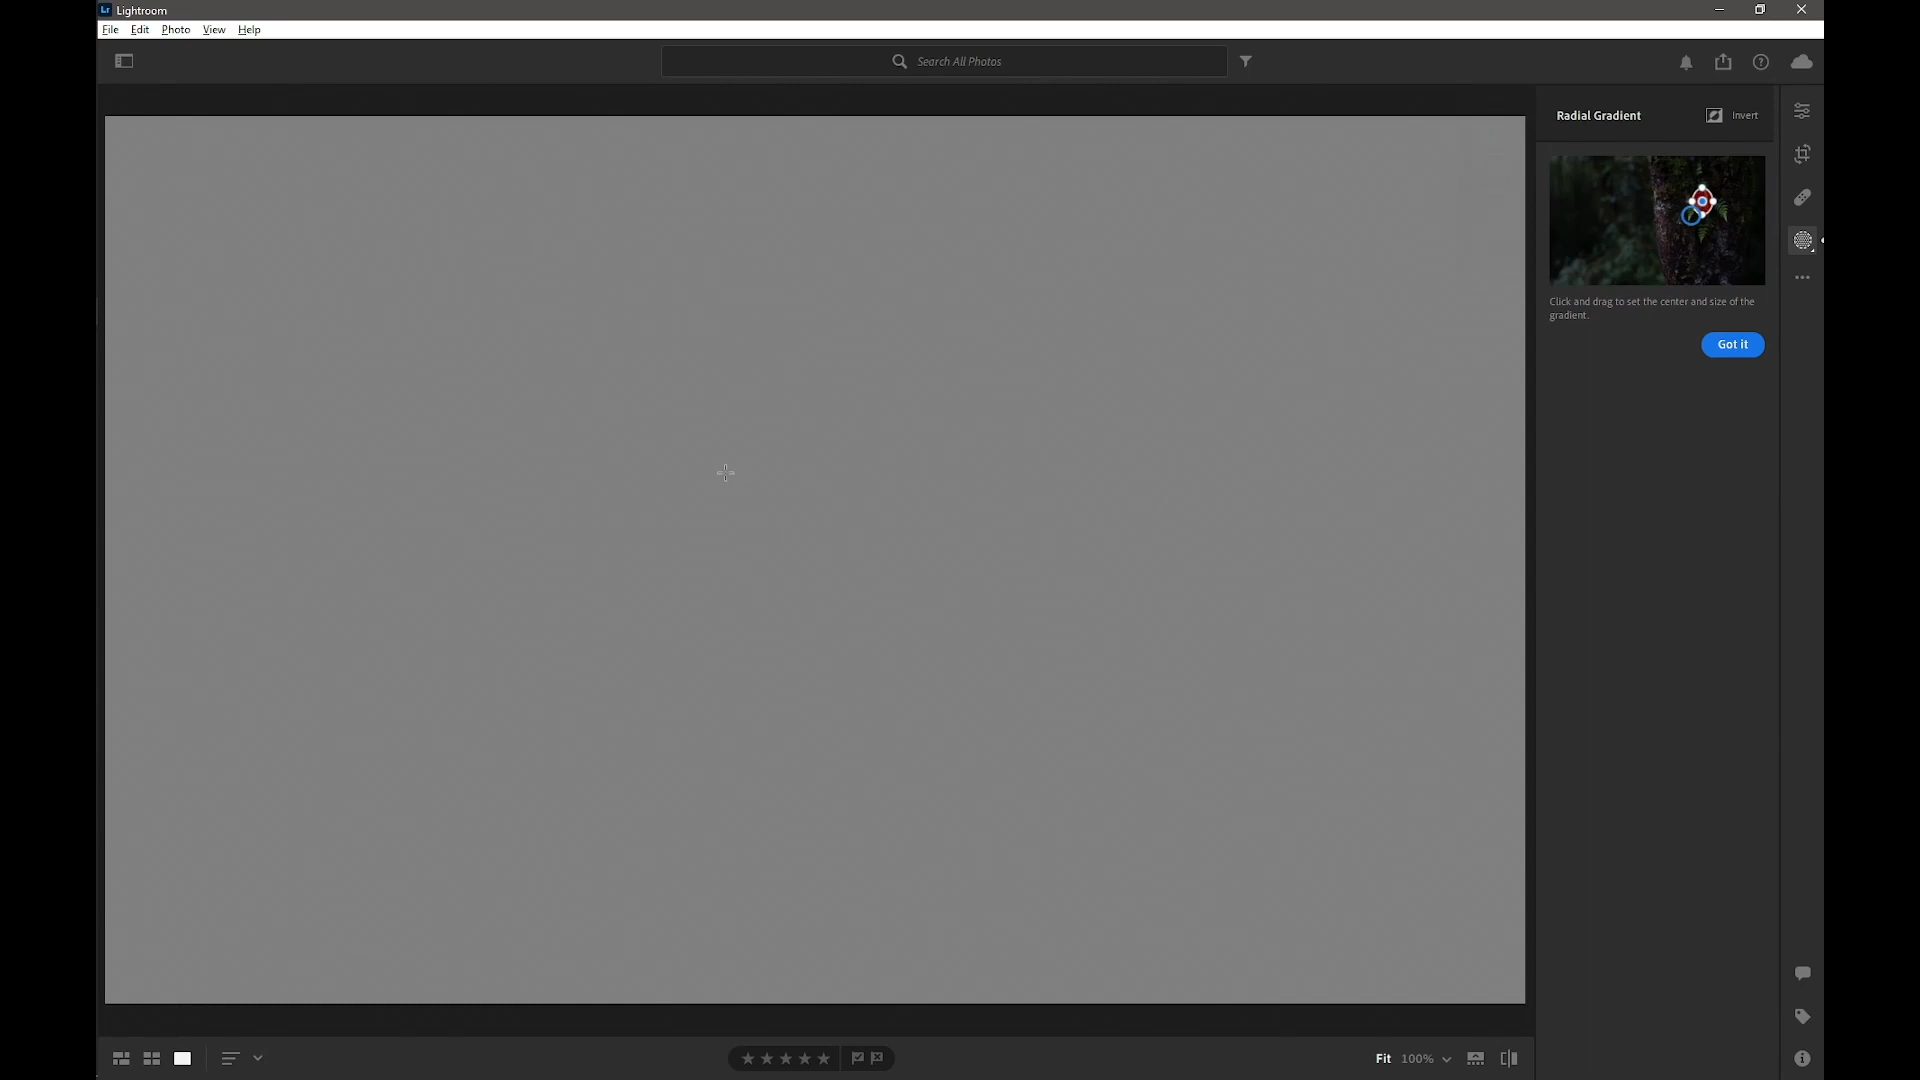 Lr Lightroom
File Edit Photo View Help
Search All Photos
Radial Gradient Invert
Click and drag to set the center and size of the
gradient.
Got it
Fit 100%